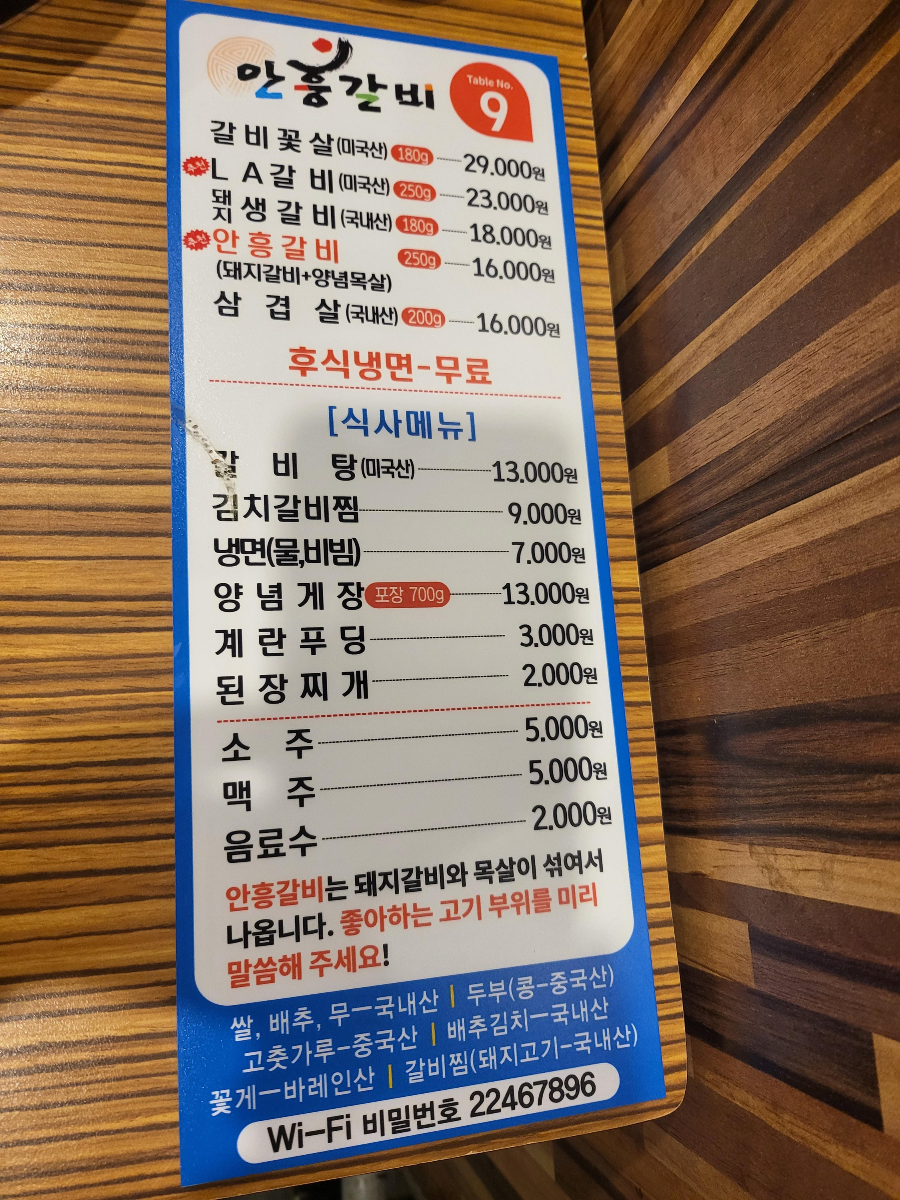 안흥갈비
Table No. 9
갈비꽃살(미국산) 180g 29.000원
추천 LA갈비(미국산) 250g 23.000원
돼지 생갈비(국내산) 180g 18.000원
추천 안흥갈비 250g 16.000원
(돼지갈비+양념목살)
삼겹살(국내산) 200g 16.000원
후식냉면-무료
[식사메뉴]
갈비탕(미국산) 13.000원
김치갈비찜 9.000원
냉면(물,비빔) 7.000원
양념게장 포장 700g 13.000원
계란푸딩 3.000원
된장찌개 2.000원
소주 5.000원
맥주 5.000원
음료수 2.000원
안흥갈비는 돼지갈비와 목살이 섞여서
나옵니다. 좋아하는 고기 부위를 미리
말씀해 주세요!
쌀, 배추, 무ー국내산 | 두부(콩-중국산)
고춧가루-중국산 | 배추김치ー국내산
꽃게ー바레인산 | 갈비찜(돼지고기-국내산)
Wi-Fi 비밀번호 22467896